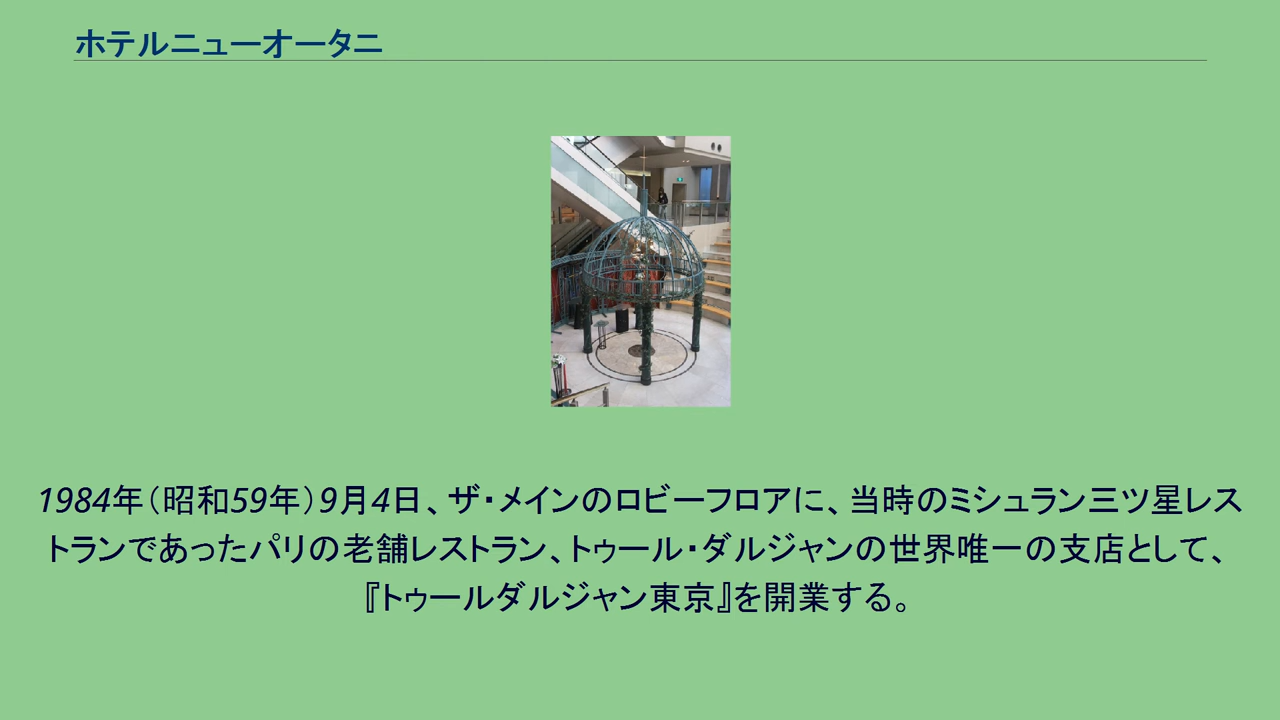 ホテルニューオータニ
1984年（昭和59年）9月4日、ザ・メインのロビーフロアに、当時のミシュラン三ツ星レス
トランであったパリの老舗レストラン、トゥール・ダルジャンの世界唯一の支店として、
『トゥールダルジャン東京』を開業する。